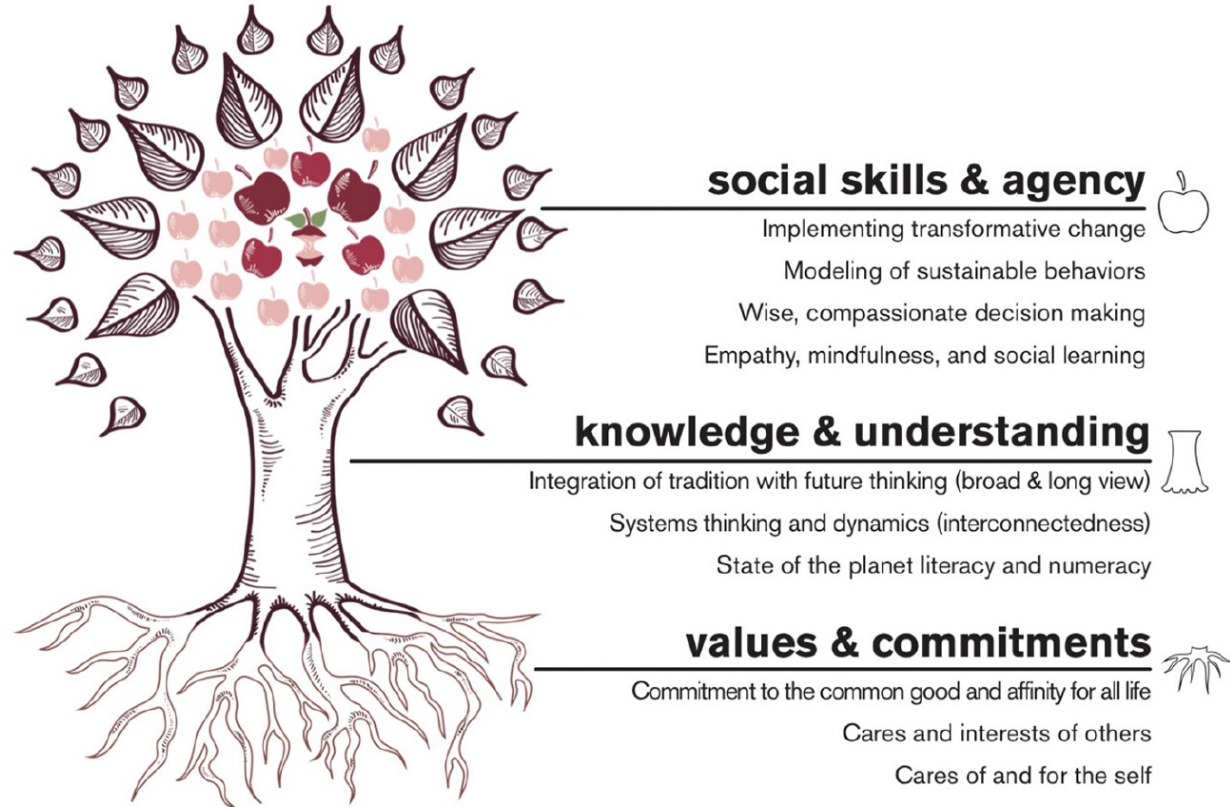 social skills & agency
Implementing transformative change
Modeling of sustainable behaviors
Wise, compassionate decision making
Empathy, mindfulness, and social learning
knowledge & understanding
Integration of tradition with future thinking (broad & long view)
Systems thinking and dynamics (interconnectedness)
State of the planet literacy and numeracy
values & commitments
Commitment to the common good and affinity for all life
Cares and interests of others
Cares of and for the self